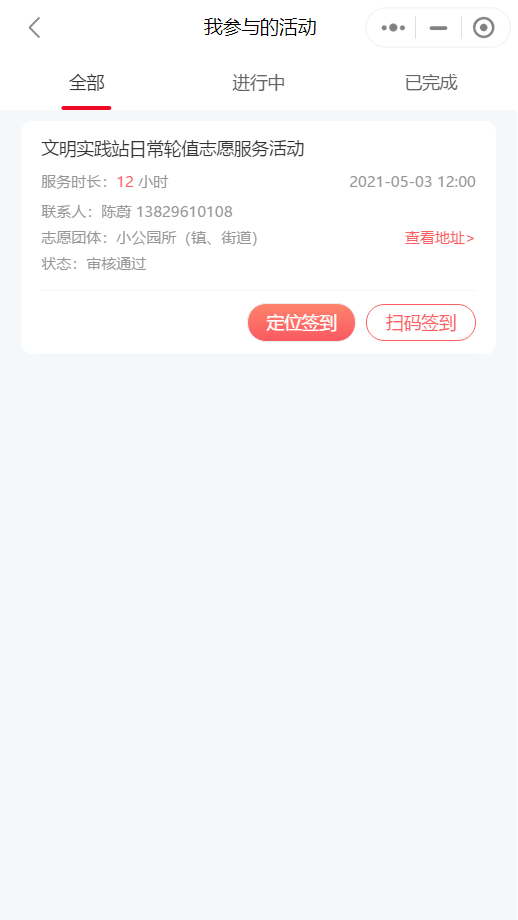 我参与的活动
全部 进行中 已完成
文明实践站日常轮值志愿服务活动
服务时长：12 小时 2021-05-03 12:00
联系人：陈蔚 13829610108
志愿团体：小公园所（镇、街道） 查看地址>
状态：审核通过
定位签到 扫码签到